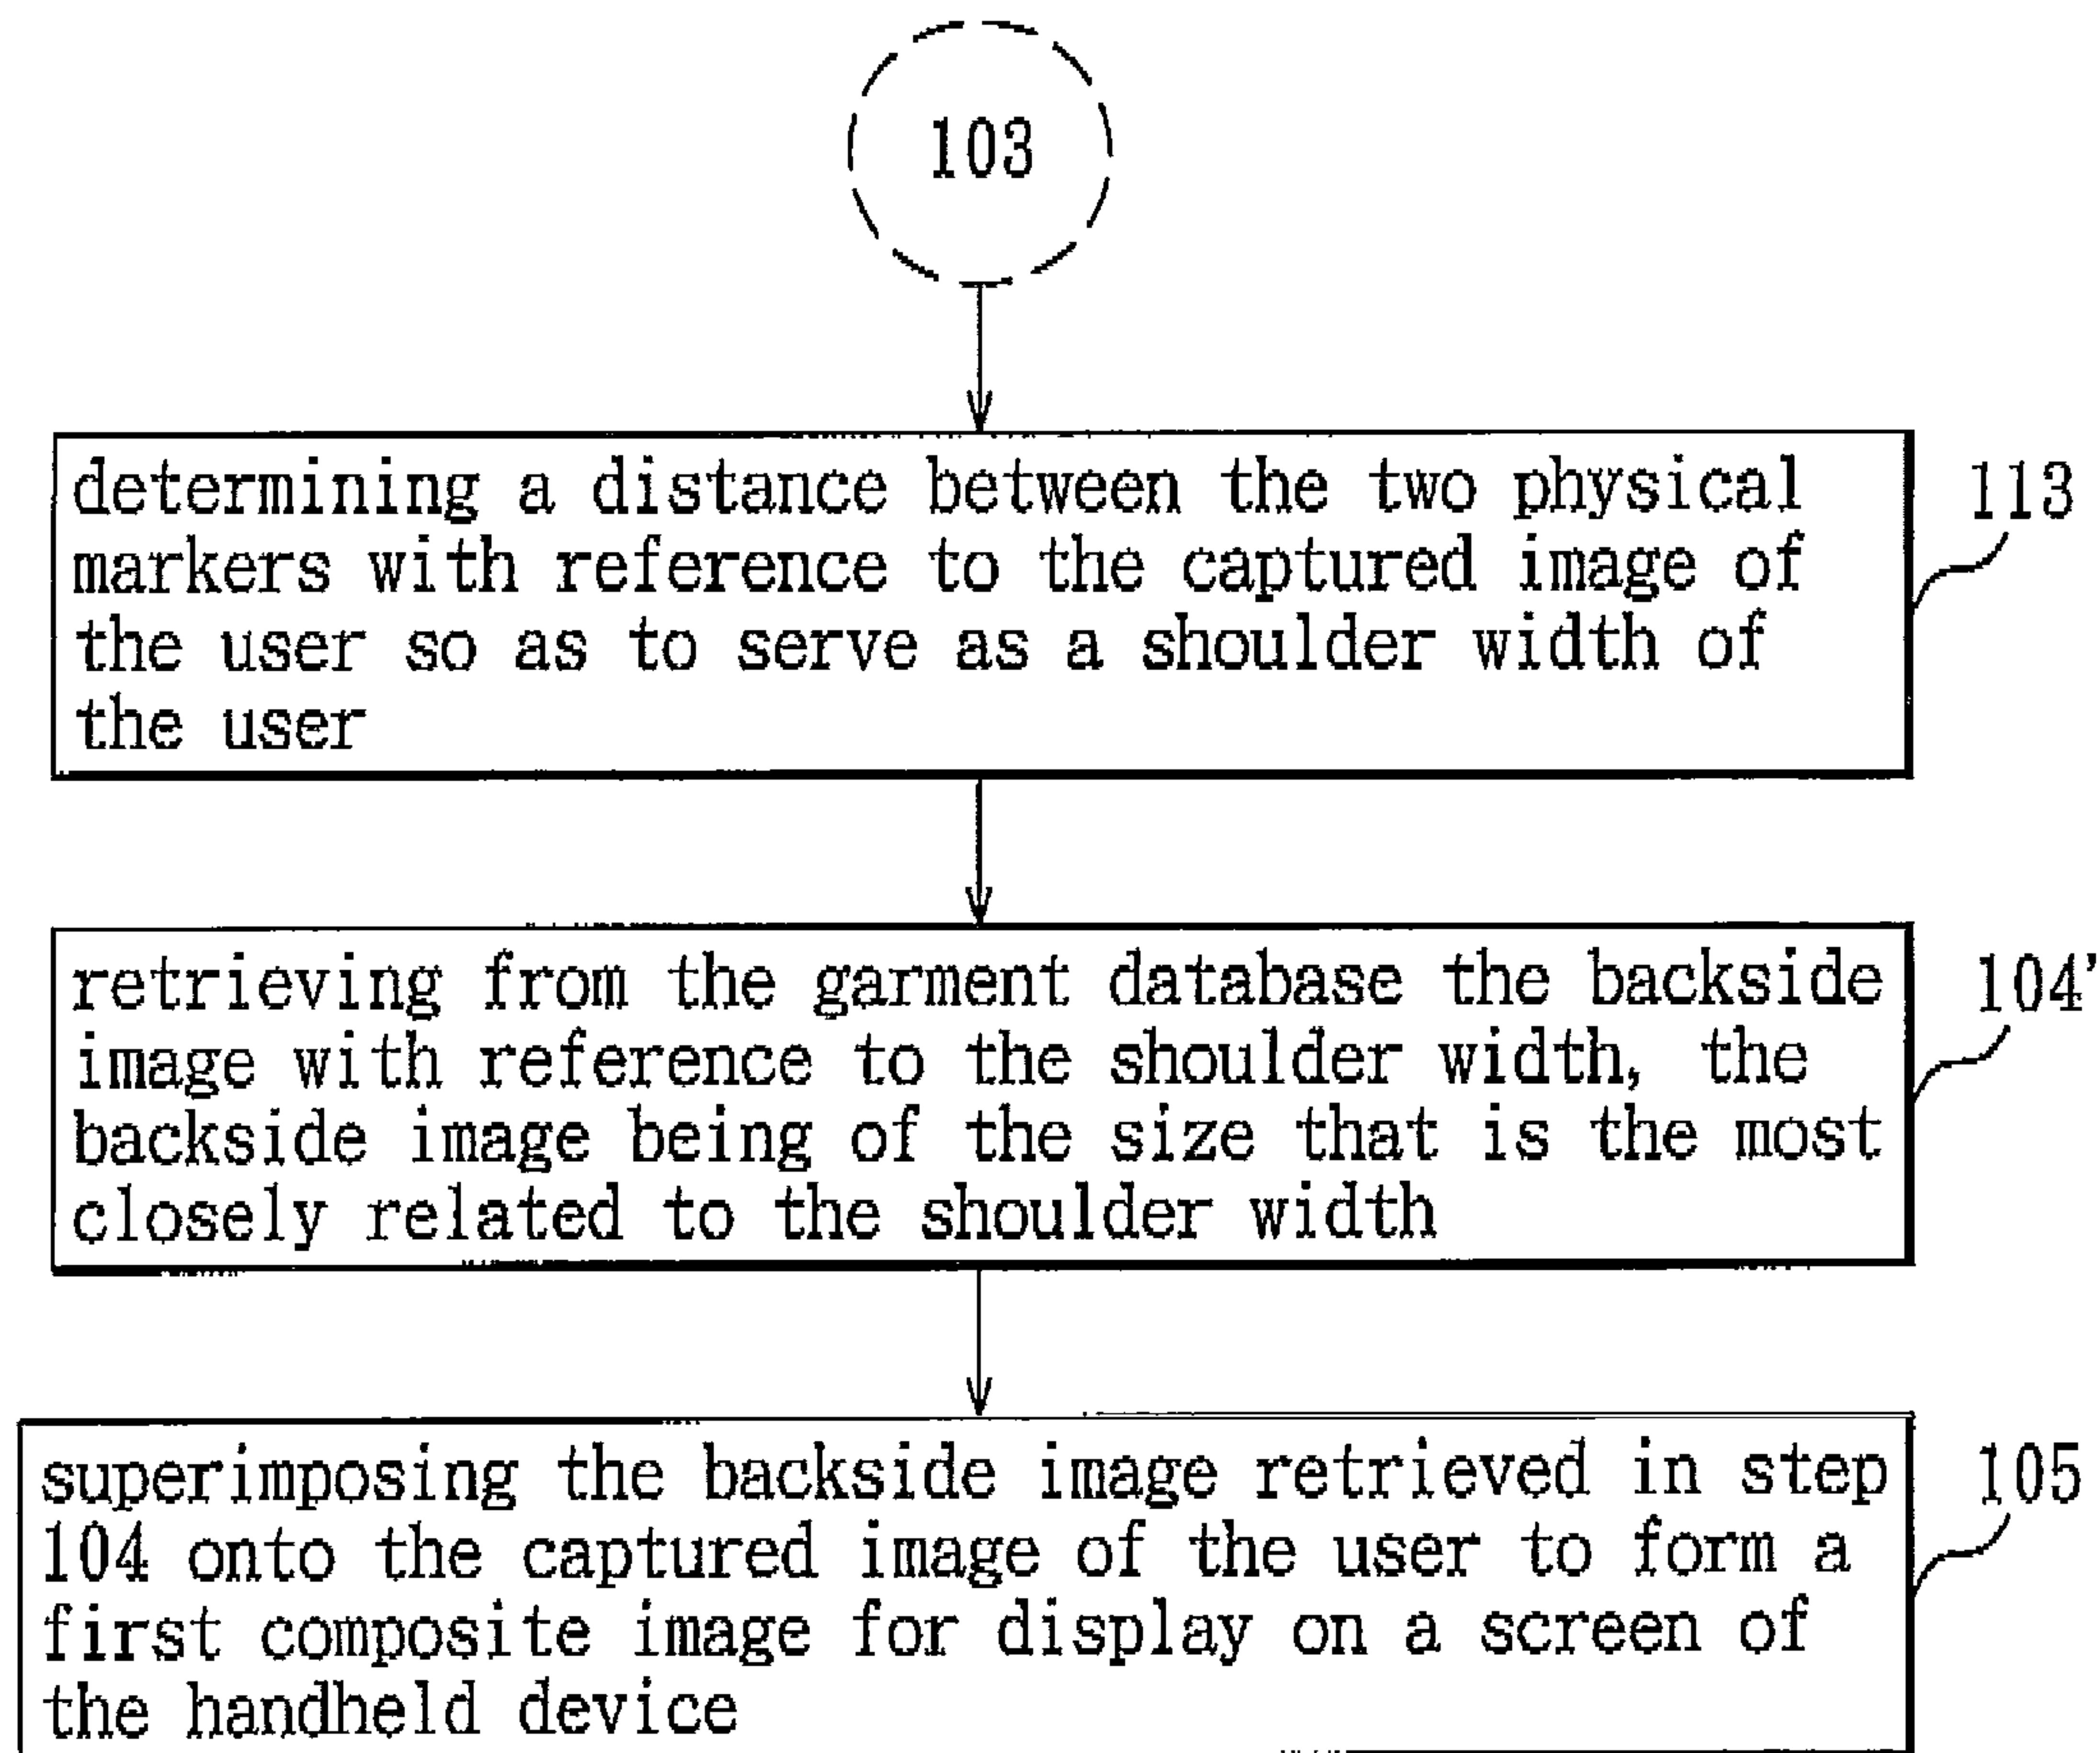 103
determining a distance between the two physical
markers with reference to the captured image of
the user so as to serve as a shoulder width of
the user
113
retrieving from the garment database the backside
image with reference to the shoulder width, the
backside image being of the size that is the most
closely related to the shoulder width
104'
superimposing the backside image retrieved in step
104 onto the captured image of the user to form a
first composite image for display on a screen of
the handheld device
105